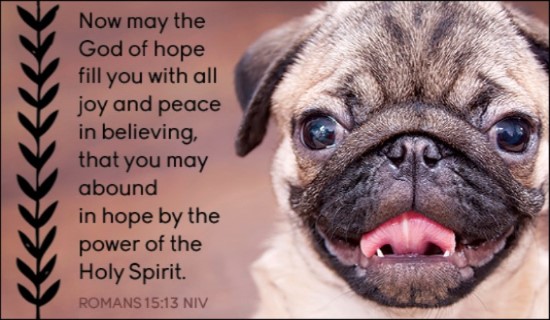 Now may the
God of hope
fill you with all
joy and peace
in believing,
that you may
abound
in hope by the
power of the
Holy Spirit.
ROMANS 15:13 NIV